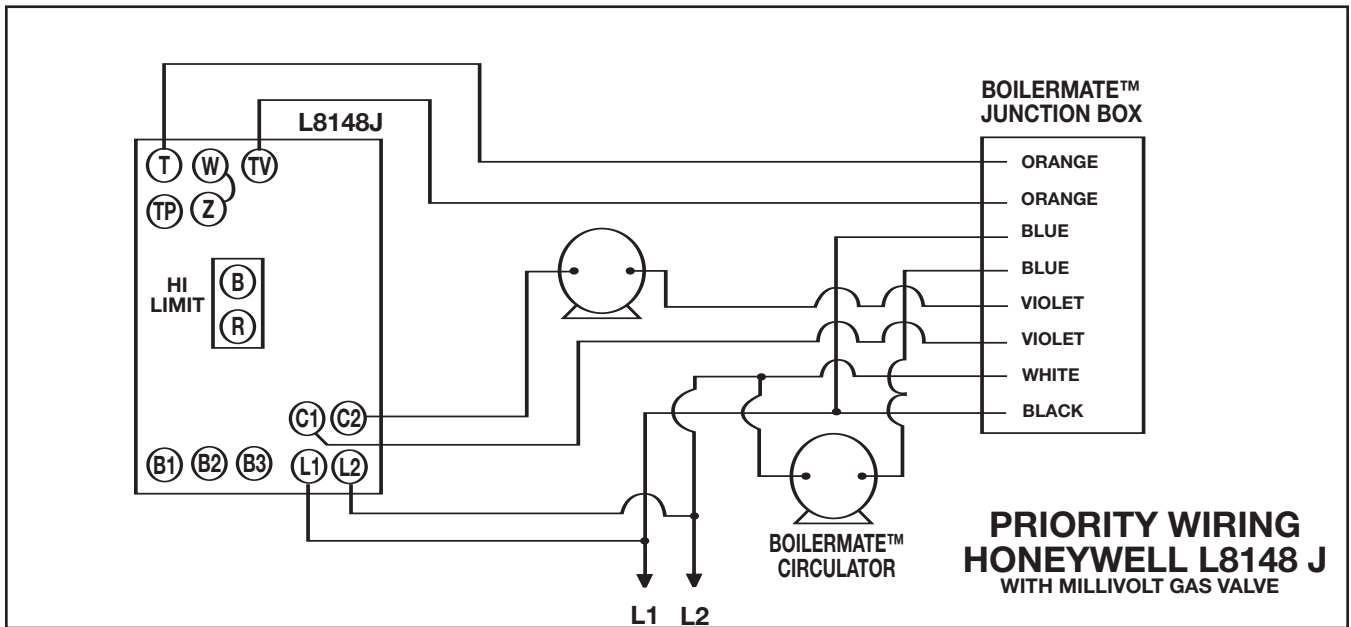 L8148J
T
W
TV
TP
Z
HI
LIMIT
B
R
C1
C2
B1
B2
B3
L1
L2
BOILERMATE™
JUNCTION BOX
ORANGE
ORANGE
BLUE
BLUE
VIOLET
VIOLET
WHITE
BLACK
BOILERMATE™
CIRCULATOR
L1
L2
PRIORITY WIRING
HONEYWELL L8148 J
WITH MILLIVOLT GAS VALVE